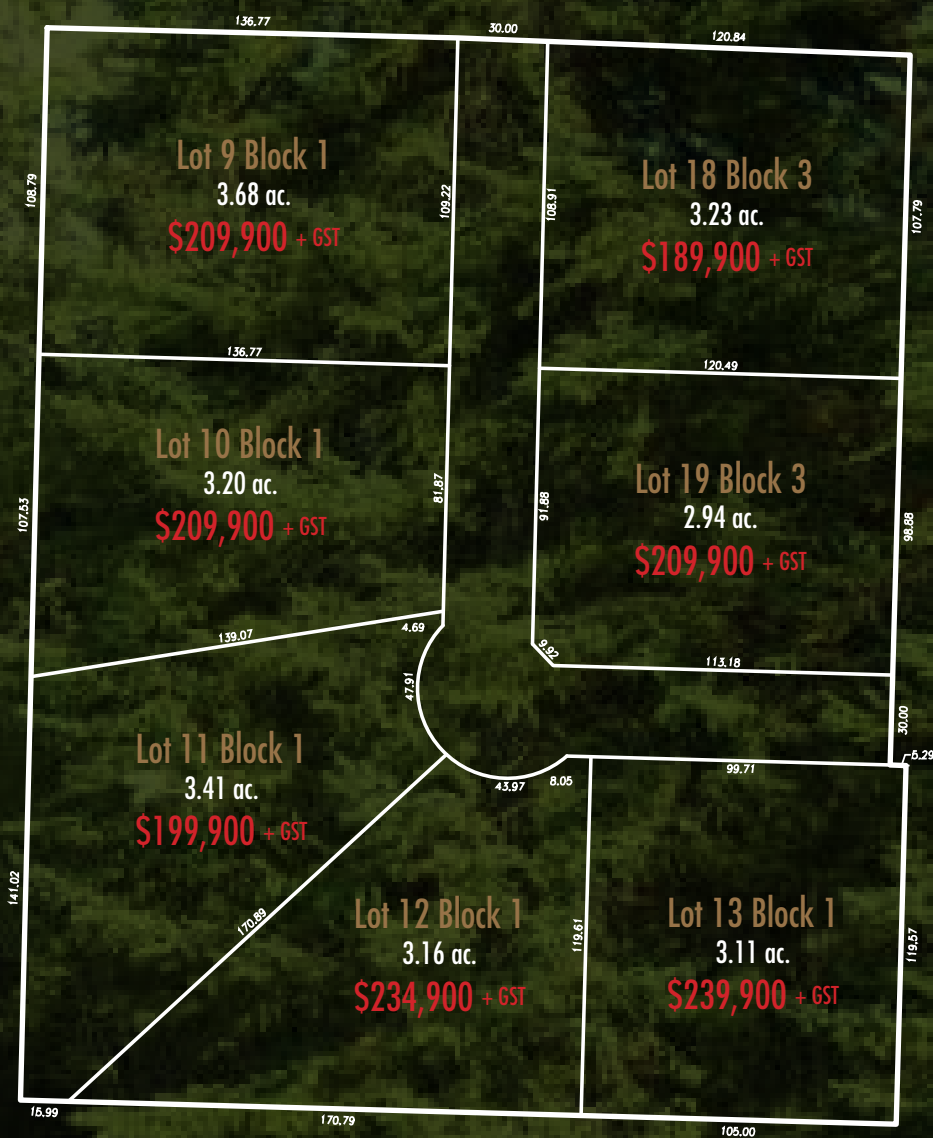 136.77
30.00
120.84
108.79
109.22
108.91
107.79
Lot 9 Block 1
3.68 ac.
$209,900 + GST
Lot 18 Block 3
3.23 ac.
$189,900 + GST
136.77
120.49
107.53
81.87
91.88
98.88
Lot 10 Block 1
3.20 ac.
$209,900 + GST
Lot 19 Block 3
2.94 ac.
$209,900 + GST
139.07
4.69
9.92
113.18
47.91
30.00
5.29
Lot 11 Block 1
3.41 ac.
$199,900 + GST
43.97
8.05
99.71
141.02
170.89
119.61
119.57
Lot 12 Block 1
3.16 ac.
$234,900 + GST
Lot 13 Block 1
3.11 ac.
$239,900 + GST
15.99
170.79
105.00